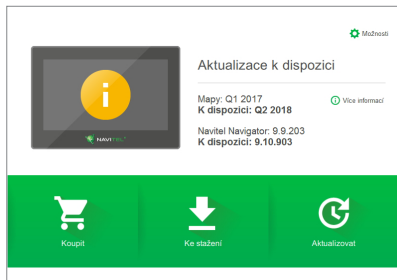 Možnosti
Aktualizace k dispozici
Mapy: Q1 2017
K dispozici: Q2 2018
Více informací
Navitel Navigator: 9.9.203
K dispozici: 9.10.903
NAVITEL
Koupit
Ke stažení
Aktualizovat